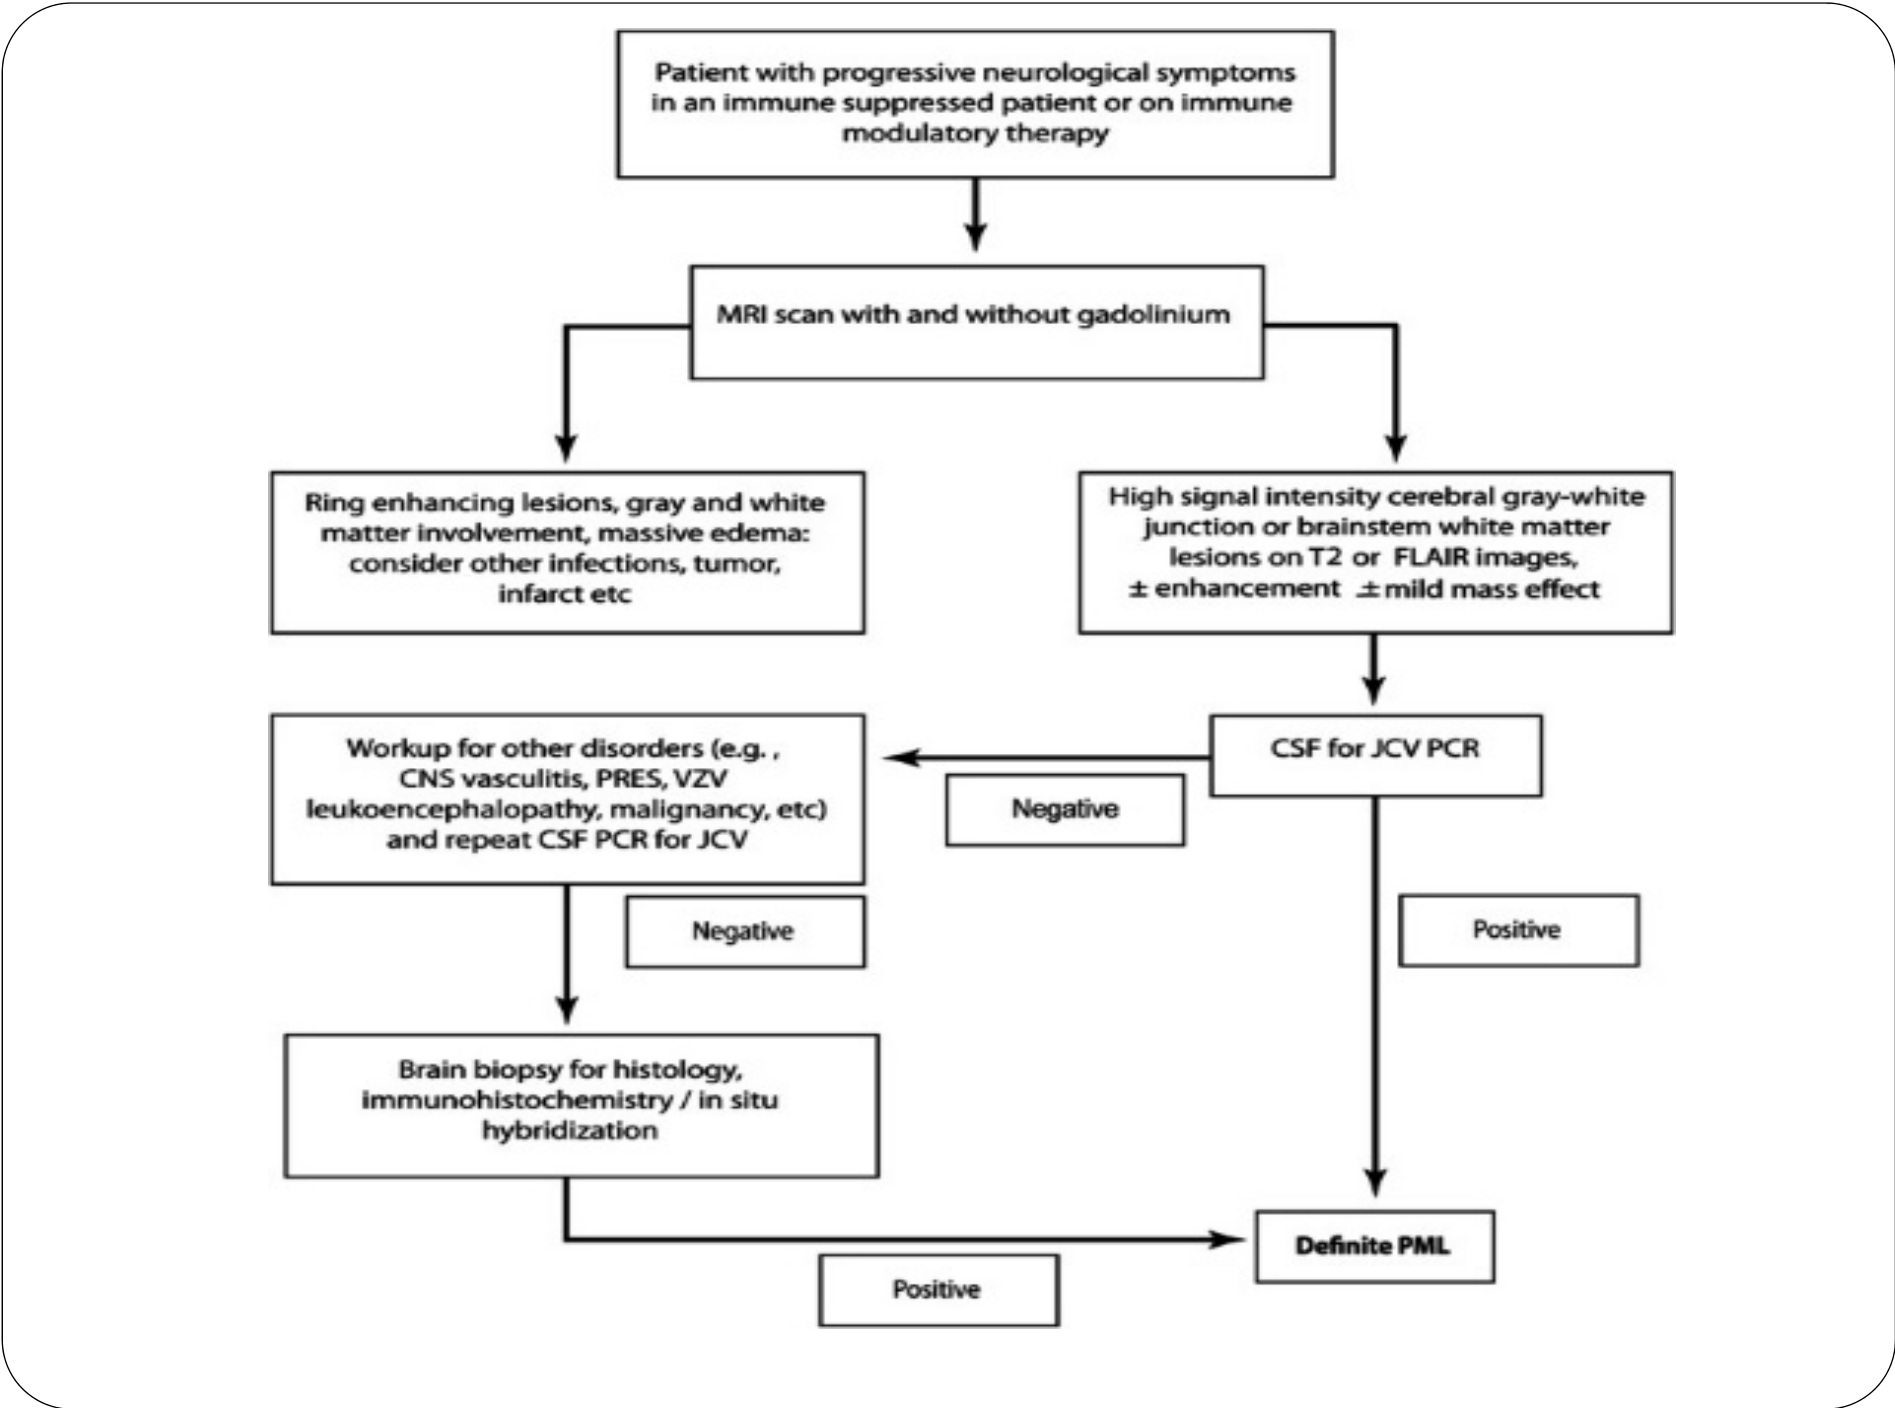 Patient with progressive neurological symptoms
in an immune suppressed patient or on immune
modulatory therapy
MRI scan with and without gadolinium
Ring enhancing lesions, gray and white
matter involvement, massive edema:
consider other infections, tumor,
infarct etc
High signal intensity cerebral gray-white
junction or brainstem white matter
lesions on T2 or FLAIR images,
± enhancement ± mild mass effect
CSF for JCV PCR
Negative
Workup for other disorders (e.g. ,
CNS vasculitis, PRES, VZV
leukoencephalopathy, malignancy, etc)
and repeat CSF PCR for JCV
Negative
Positive
Brain biopsy for histology,
immunohistochemistry / in situ
hybridization
Definite PML
Positive